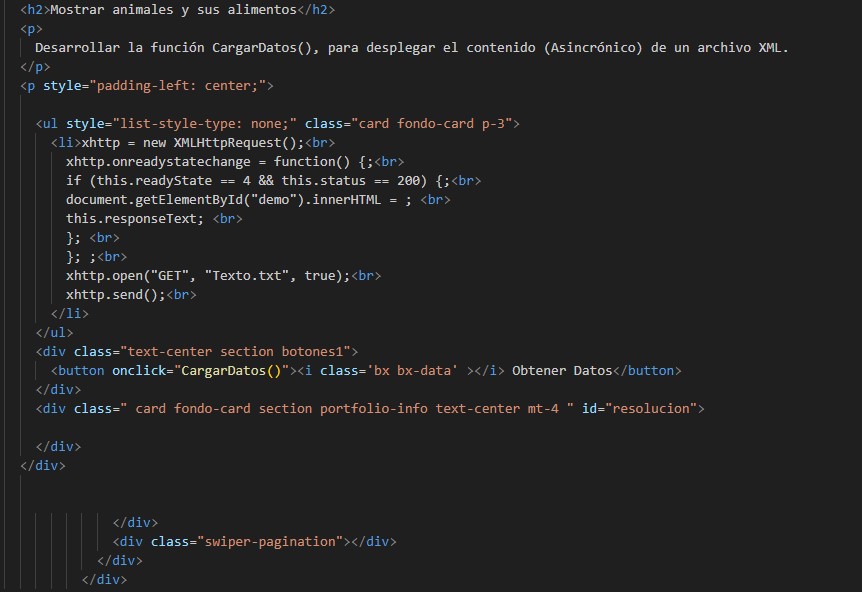 <h2>Mostrar animales y sus alimentos</h2>
<p>
Desarrollar la función CargarDatos(), para desplegar el contenido (Asincrónico) de un archivo XML.
</p>
<p style="padding-left: center;">
<ul style="list-style-type: none;" class="card fondo-card p-3">
<li>xhttp = new XMLHttpRequest();<br>
xhttp.onreadystatechange = function() {;<br>
if (this.readyState == 4 && this.status == 200) {;<br>
document.getElementById("demo").innerHTML = ; <br>
this.responseText; <br>
}; <br>
}; ;<br>
xhttp.open("GET", "Texto.txt", true);<br>
xhttp.send();<br>
</li>
</ul>
<div class="text-center section botones1">
<button onclick="CargarDatos()"><i class='bx bx-data' ></i> Obtener Datos</button>
</div>
<div class=" card fondo-card section portfolio-info text-center mt-4 " id="resolucion">
</div>
</div>
</div>
<div class="swiper-pagination"></div>
</div>
</div>